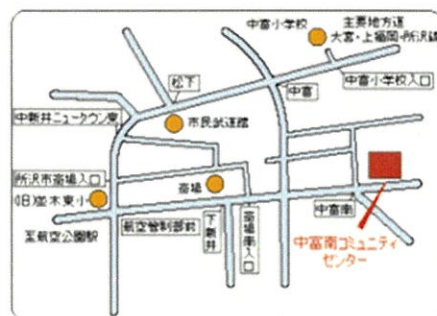 中富小学校
主要地方道
大宮・上福岡・所沢線
松下
中富
中富小学校入口
中新井ニュータウン東
市民武道館
所沢市斎場入口
(旧)並木東小
斎場
至航空公園駅
航空管制部前
下新井
斎場南入口
中富南
中富南コミュニティ
センター